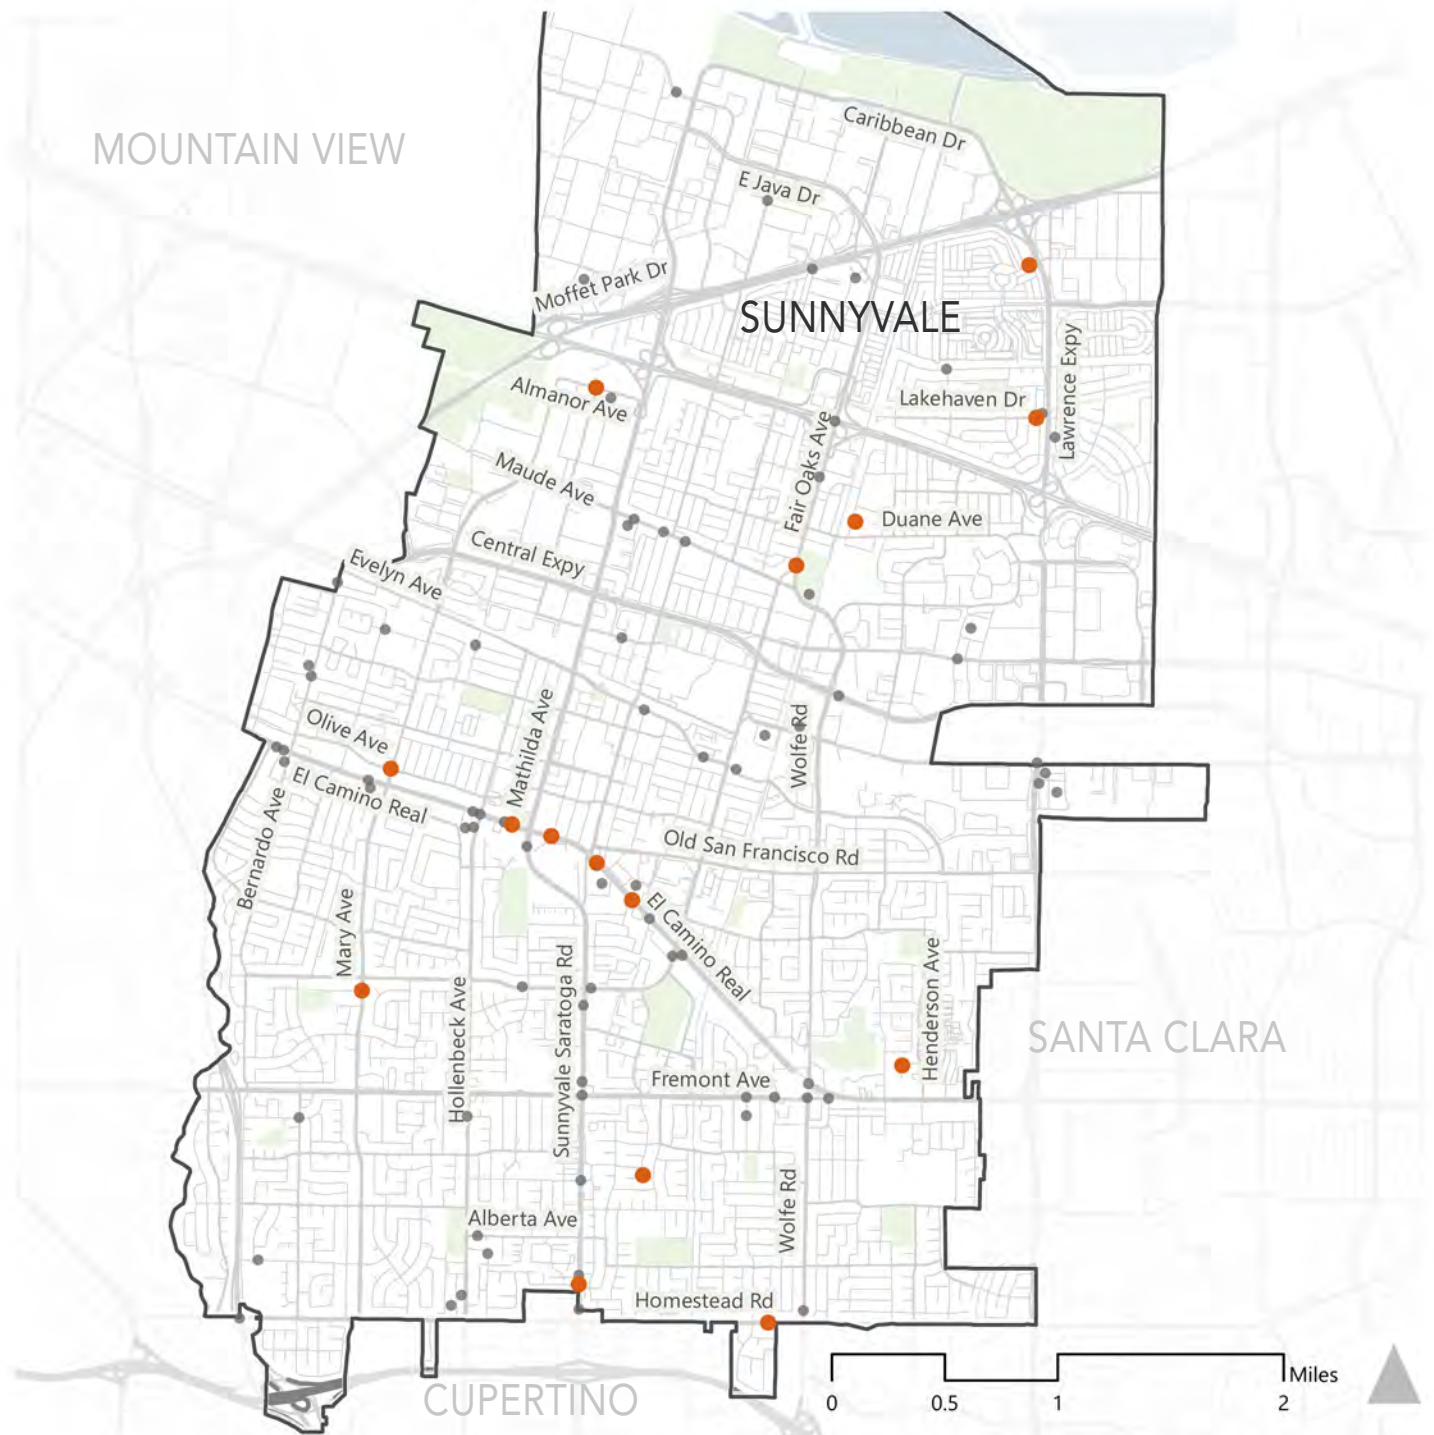 Caribbean Dr
MOUNTAIN VIEW
E Java Dr
Moffet Park Dr
SUNNYVALE
Lawrence Expy
Almanor Ave
Lakehaven Dr
Fair Oaks Ave
Maude Ave
Duane Ave
Central Expy
Evelyn Ave
Mathilda Ave
Wolfe Rd
Olive Ave
El Camino Real
Bernardo Ave
Old San Francisco Rd
Mary Ave
El Camino Real
Sunnyvale Saratoga Rd
Henderson Ave
Hollenbeck Ave
SANTA CLARA
Fremont Ave
Wolfe Rd
Alberta Ave
Homestead Rd
Miles
CUPERTINO
0 0.5 1 2